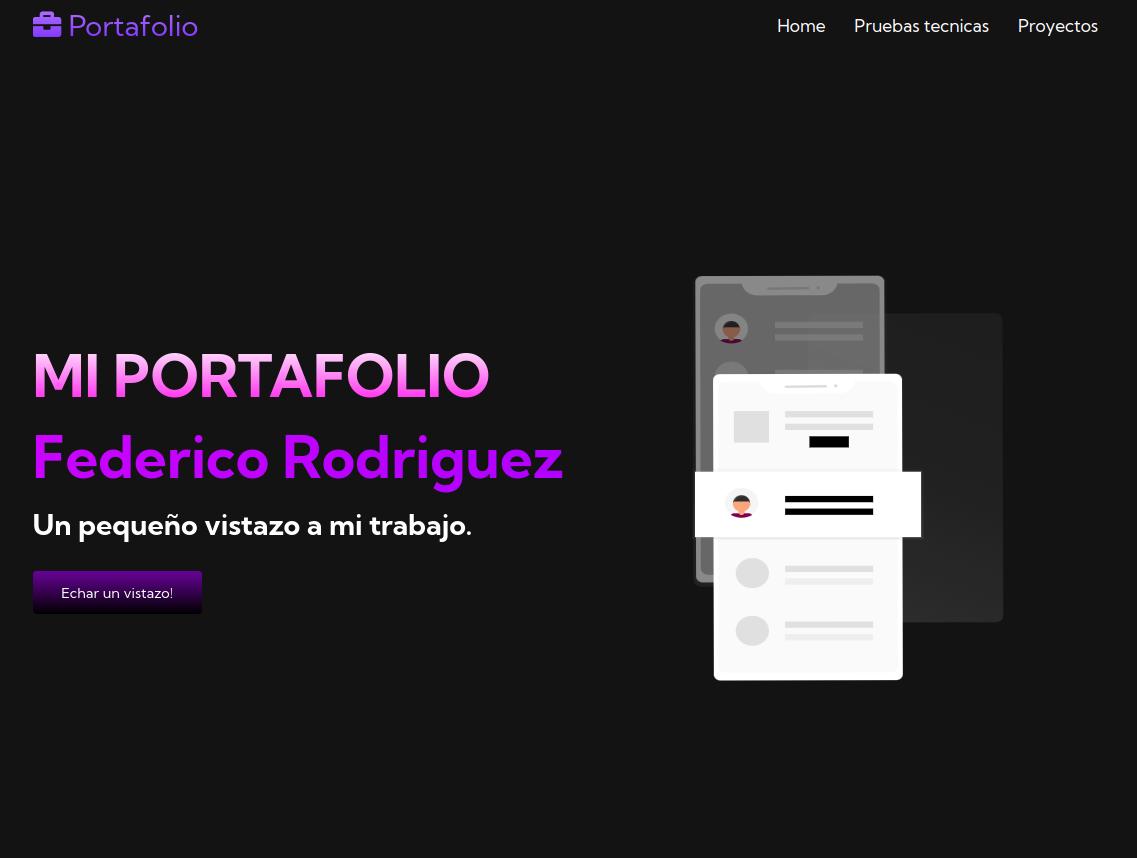 Portafolio
Home
Pruebas tecnicas
Proyectos
MI PORTAFOLIO
Federico Rodriguez
Un pequeño vistazo a mi trabajo.
Echar un vistazo!